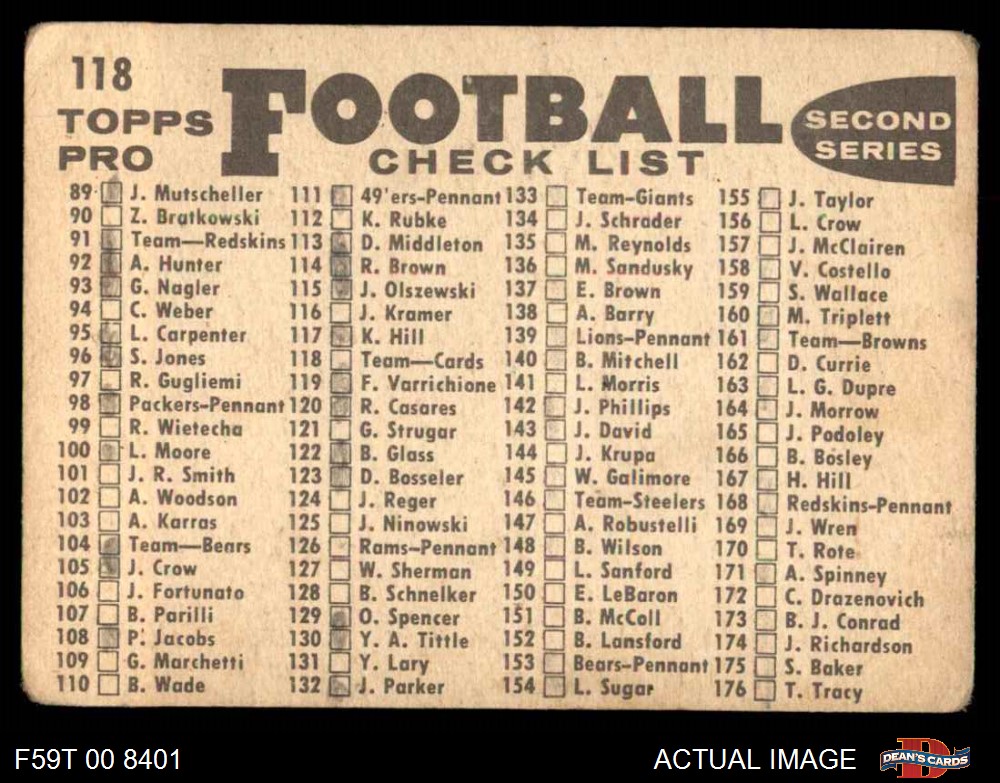 118
TOPPS PRO
FOOTBALL
CHECK LIST
SECOND SERIES
89 J. Mutscheller
90 Z. Bratkowski
91 Team—Redskins
92 A. Hunter
93 G. Nagler
94 C. Weber
95 L. Carpenter
96 S. Jones
97 R. Gugliemi
98 Packers-Pennant
99 R. Wietecha
100 L. Moore
101 J. R. Smith
102 A. Woodson
103 A. Karras
104 Team—Bears
105 J. Crow
106 J. Fortunato
107 B. Parilli
108 P. Jacobs
109 G. Marchetti
110 B. Wade
111 49'ers-Pennant
112 K. Rubke
113 D. Middleton
114 R. Brown
115 J. Olszewski
116 J. Kramer
117 K. Hill
118 Team—Cards
119 F. Varrichione
120 R. Casares
121 G. Strugar
122 B. Glass
123 D. Bosseler
124 J. Reger
125 J. Ninowski
126 Rams-Pennant
127 W. Sherman
128 B. Schnelker
129 O. Spencer
130 Y. A. Tittle
131 Y. Lary
132 J. Parker
133 Team-Giants
134 J. Schrader
135 M. Reynolds
136 M. Sandusky
137 E. Brown
138 A. Barry
139 Lions-Pennant
140 B. Mitchell
141 L. Morris
142 J. Phillips
143 J. David
144 J. Krupa
145 W. Galimore
146 Team-Steelers
147 A. Robustelli
148 B. Wilson
149 L. Sanford
150 E. LeBaron
151 B. McColl
152 B. Lansford
153 Bears-Pennant
154 L. Sugar
155 J. Taylor
156 L. Crow
157 J. McClairen
158 V. Costello
159 S. Wallace
160 M. Triplett
161 Team—Browns
162 D. Currie
163 L. G. Dupre
164 J. Morrow
165 J. Podoley
166 B. Bosley
167 H. Hill
168 Redskins-Pennant
169 J. Wren
170 T. Rote
171 A. Spinney
172 C. Drazenovich
173 B. J. Conrad
174 J. Richardson
175 S. Baker
176 T. Tracy
F59T 00 8401
ACTUAL IMAGE
D
DEAN'S CARDS